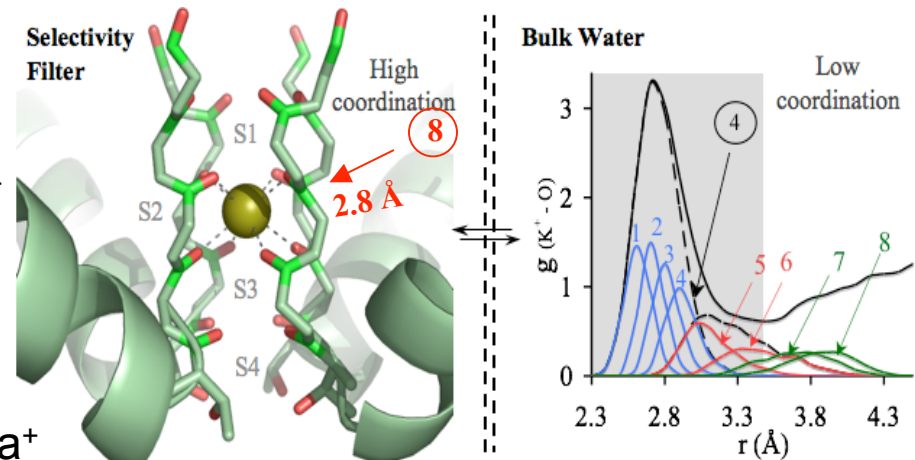 Selectivity
Filter
High
coordination
S1
8
2.8 Å
S2
S3
S4
a⁺
Bulk Water
Low
coordination
4
g (K⁺ - O)
3
2
1
0
1
2
3
4
5
6
7
8
2.3
2.8
3.3
3.8
4.3
r (Å)